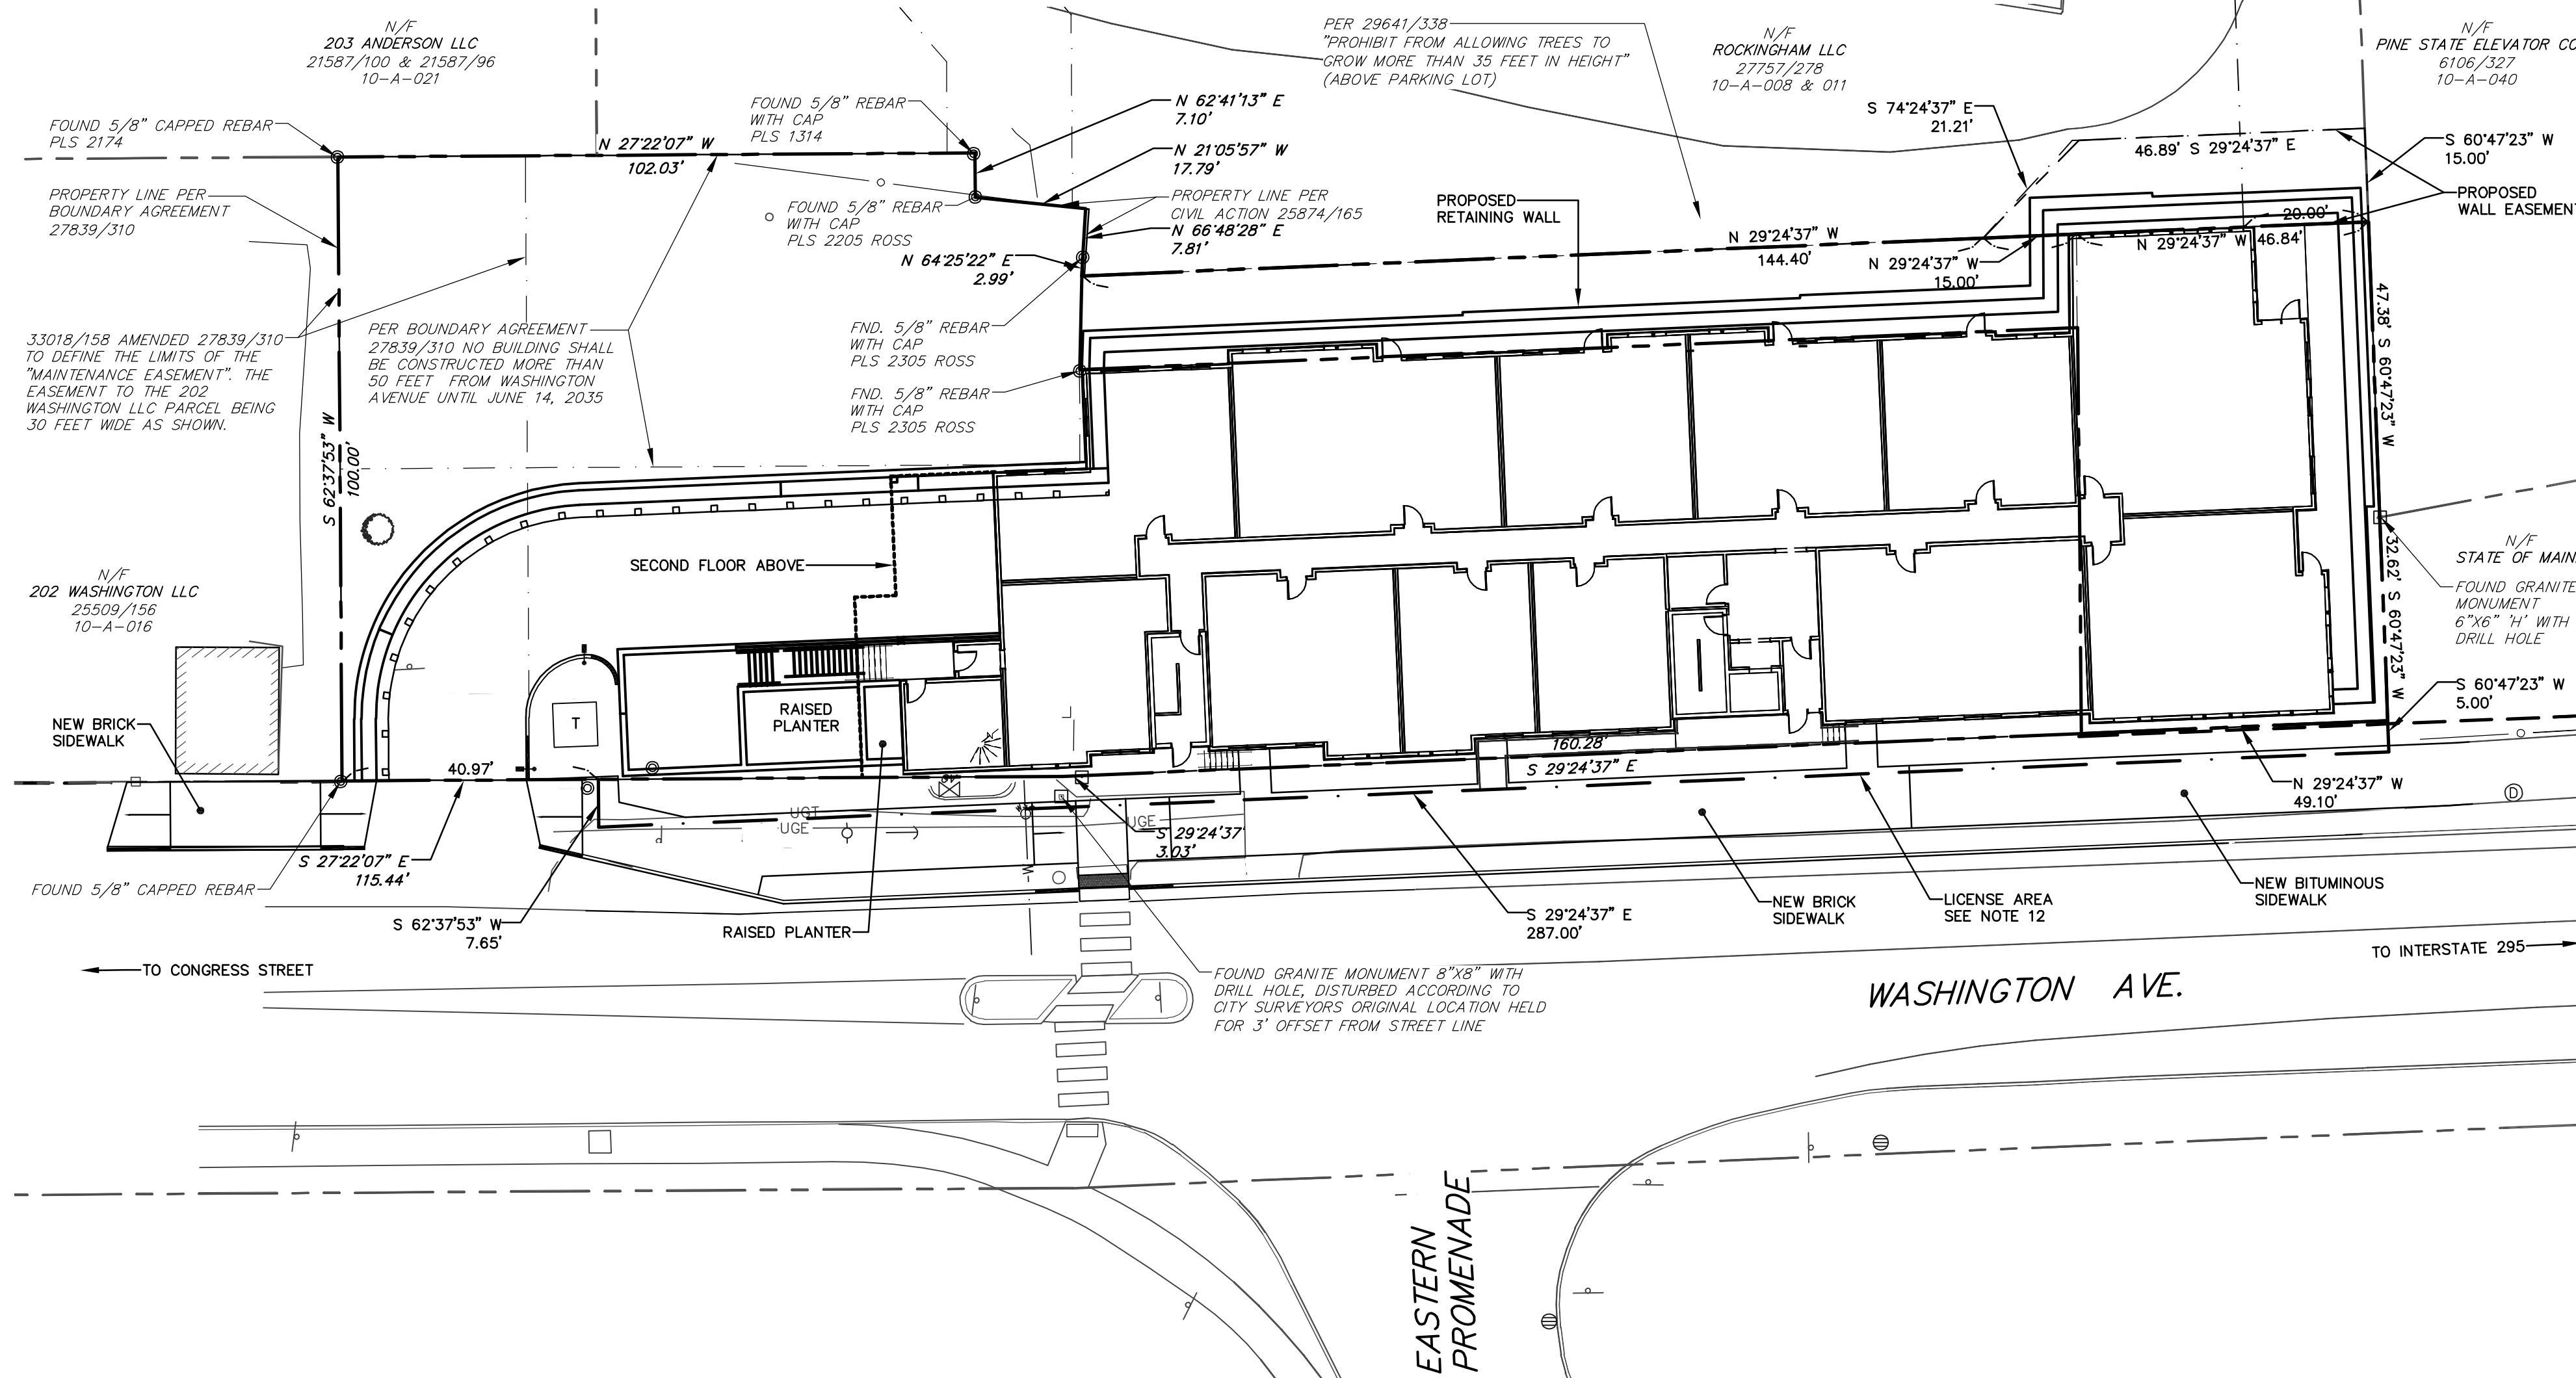 N/F
203 ANDERSON LLC
21587/100 & 21587/96
10-A-021
PER 29641/338
"PROHIBIT FROM ALLOWING TREES TO
GROW MORE THAN 35 FEET IN HEIGHT"
(ABOVE PARKING LOT)
N/F
ROCKINGHAM LLC
27757/278
10-A-008 & 011
N/F
PINE STATE ELEVATOR CO
6106/327
10-A-040
FOUND 5/8" CAPPED REBAR
PLS 2174
FOUND 5/8" REBAR
WITH CAP
PLS 1314
N 62°41'13" E
7.10'
S 74°24'37" E
21.21'
N 27°22'07" W
102.03'
N 21°05'57" W
17.79'
46.89' S 29°24'37" E
S 60°47'23" W
15.00'
PROPERTY LINE PER
BOUNDARY AGREEMENT
27839/310
FOUND 5/8" REBAR
WITH CAP
PLS 2205 ROSS
PROPERTY LINE PER
CIVIL ACTION 25874/165
N 66°48'28" E
7.81'
PROPOSED
RETAINING WALL
PROPOSED
WALL EASEMENT
20.00'
N 29°24'37" W
144.40'
N 29°24'37" W 46.84'
N 64°25'22" E
2.99'
N 29°24'37" W
15.00'
47.38' S 60°47'23" W
33018/158 AMENDED 27839/310
TO DEFINE THE LIMITS OF THE
"MAINTENANCE EASEMENT". THE
EASEMENT TO THE 202
WASHINGTON LLC PARCEL BEING
30 FEET WIDE AS SHOWN.
PER BOUNDARY AGREEMENT
27839/310 NO BUILDING SHALL
BE CONSTRUCTED MORE THAN
50 FEET FROM WASHINGTON
AVENUE UNTIL JUNE 14, 2035
FND. 5/8" REBAR
WITH CAP
PLS 2305 ROSS
FND. 5/8" REBAR
WITH CAP
PLS 2305 ROSS
S 62°37'53" W
100.00'
SECOND FLOOR ABOVE
N/F
202 WASHINGTON LLC
25509/156
10-A-016
N/F
STATE OF MAIN
FOUND GRANITE
MONUMENT
6"X6" 'H' WITH
DRILL HOLE
32.62' S 60°47'23" W
S 60°47'23" W
5.00'
NEW BRICK
SIDEWALK
T
RAISED
PLANTER
40.97'
160.28'
S 29°24'37" E
N 29°24'37" W
49.10'
D
UGT
UGE
UGE
S 29°24'37"
3.03'
W
S 27°22'07" E
115.44'
FOUND 5/8" CAPPED REBAR
S 62°37'53" W
7.65'
RAISED PLANTER
S 29°24'37" E
287.00'
NEW BRICK
SIDEWALK
LICENSE AREA
SEE NOTE 12
NEW BITUMINOUS
SIDEWALK
TO CONGRESS STREET
TO INTERSTATE 295
FOUND GRANITE MONUMENT 8"X8" WITH
DRILL HOLE, DISTURBED ACCORDING TO
CITY SURVEYORS ORIGINAL LOCATION HELD
FOR 3' OFFSET FROM STREET LINE
WASHINGTON AVE.
EASTERN
PROMENADE